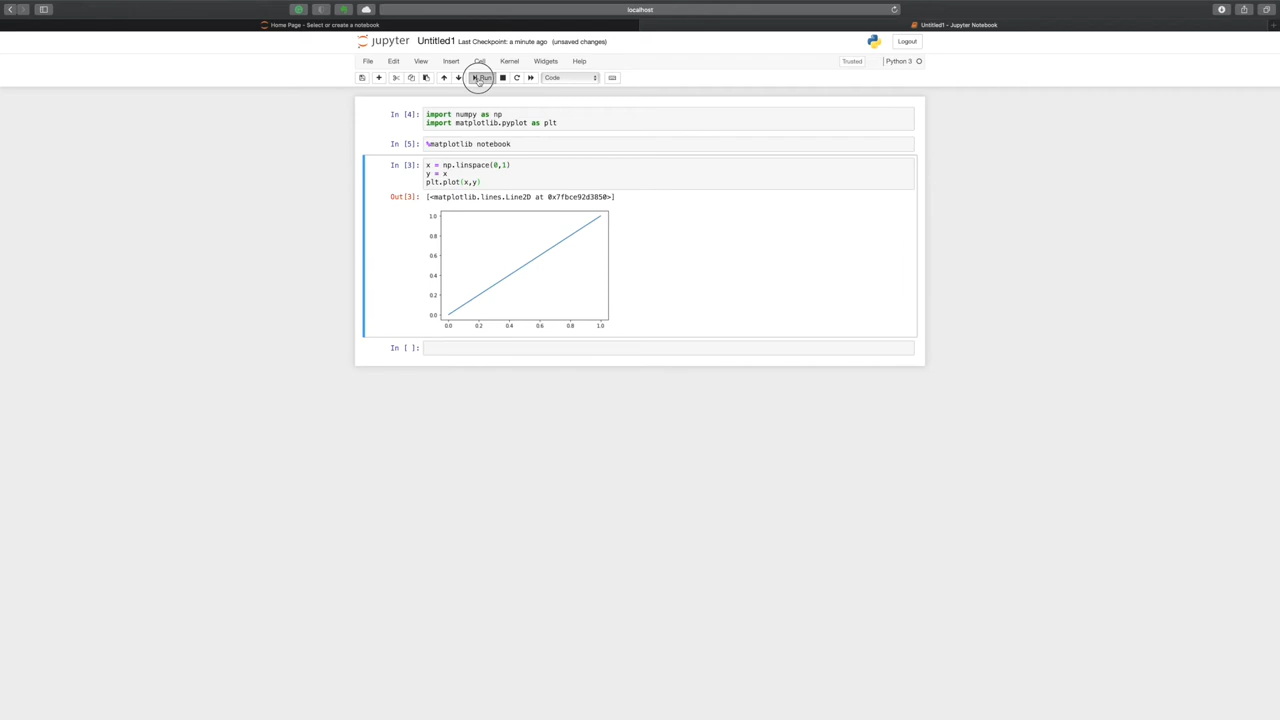 localhost
Home Page - Select or create a notebook
Untitled1 - Jupyter Notebook
jupyter Untitled1 Last Checkpoint: a minute ago (unsaved changes)
Logout
File Edit View Insert Cell Kernel Widgets Help
Trusted
Python 3
Run
Code
In [4]: import numpy as np
import matplotlib.pyplot as plt
In [5]: %matplotlib notebook
In [3]: x = np.linspace(0,1)
y = x
plt.plot(x,y)
Out[3]: [<matplotlib.lines.Line2D at 0x7fbce92d3850>]
1.0
0.8
0.6
0.4
0.2
0.0
0.0 0.2 0.4 0.6 0.8 1.0
In [ ]: